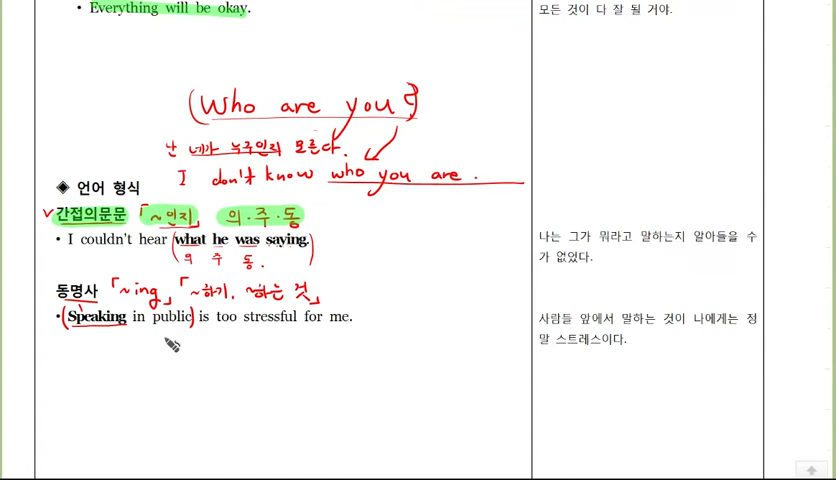 • Everything will be okay.
모든 것이 다 잘 될 거야.
(Who are you?)
난 네가 누구인지 모른다.
I don't know who you are.
◈ 언어 형식
✓간접의문문 「~인지」 의·주·동
• I couldn't hear (what he was saying.)
나는 그가 뭐라고 말하는지 알아들을 수
가 없었다.
의 주 동.
동명사 「~ing」 「~하기, ~하는 것」
• (Speaking in public) is too stressful for me.
사람들 앞에서 말하는 것이 나에게는 정
말 스트레스이다.